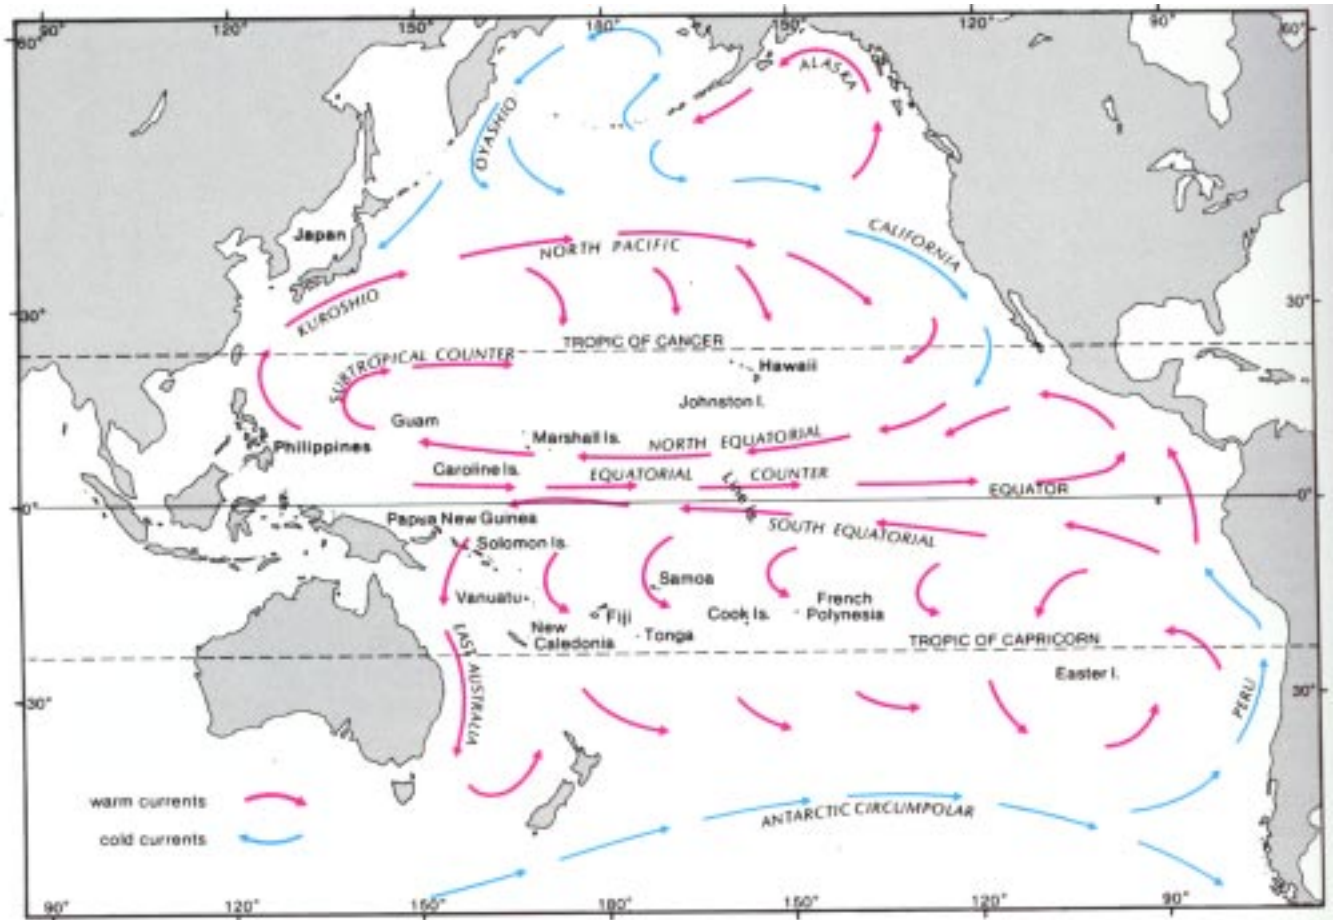 120°
150°
180°
150°
120°
90°
60°
60°
ALASKA
OYASHIO
Japan
CALIFORNIA
NORTH PACIFIC
KUROSHIO
30°
30°
TROPIC OF CANCER
SUBTROPICAL COUNTER
Hawaii
Johnston I.
Guam
Philippines
Marshall Is.
NORTH EQUATORIAL
Caroline Is.
EQUATORIAL COUNTER
Line Is.
EQUATOR
0°
0°
Papua New Guinea
SOUTH EQUATORIAL
Solomon Is.
Samoa
Vanuatu
Fiji
Cook Is.
French
Polynesia
New
Caledonia
Tonga
TROPIC OF CAPRICORN
EAST AUSTRALIA
Easter I.
PERU
30°
30°
warm currents
cold currents
ANTARCTIC CIRCUMPOLAR
90°
120°
150°
180°
150°
120°
90°